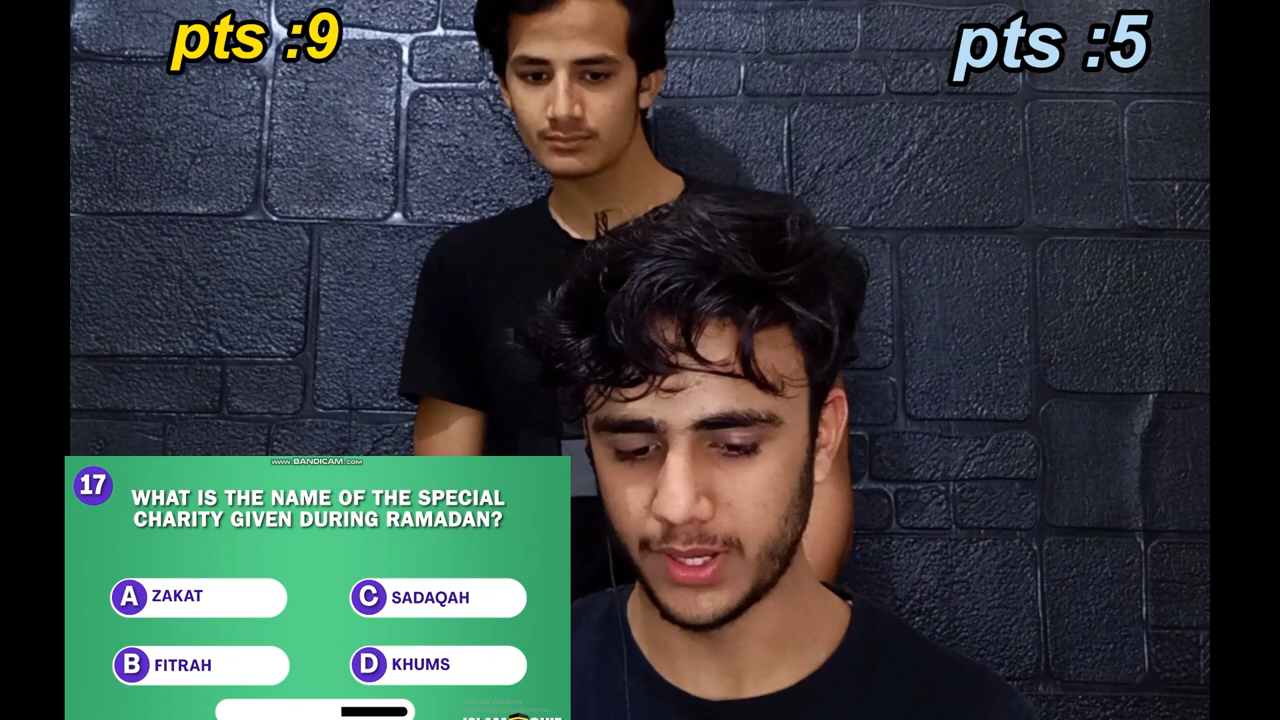 pts :9
pts :5
WWW.BANDICAM.COM
17
WHAT IS THE NAME OF THE SPECIAL
CHARITY GIVEN DURING RAMADAN?
A ZAKAT
C SADAQAH
B FITRAH
D KHUMS